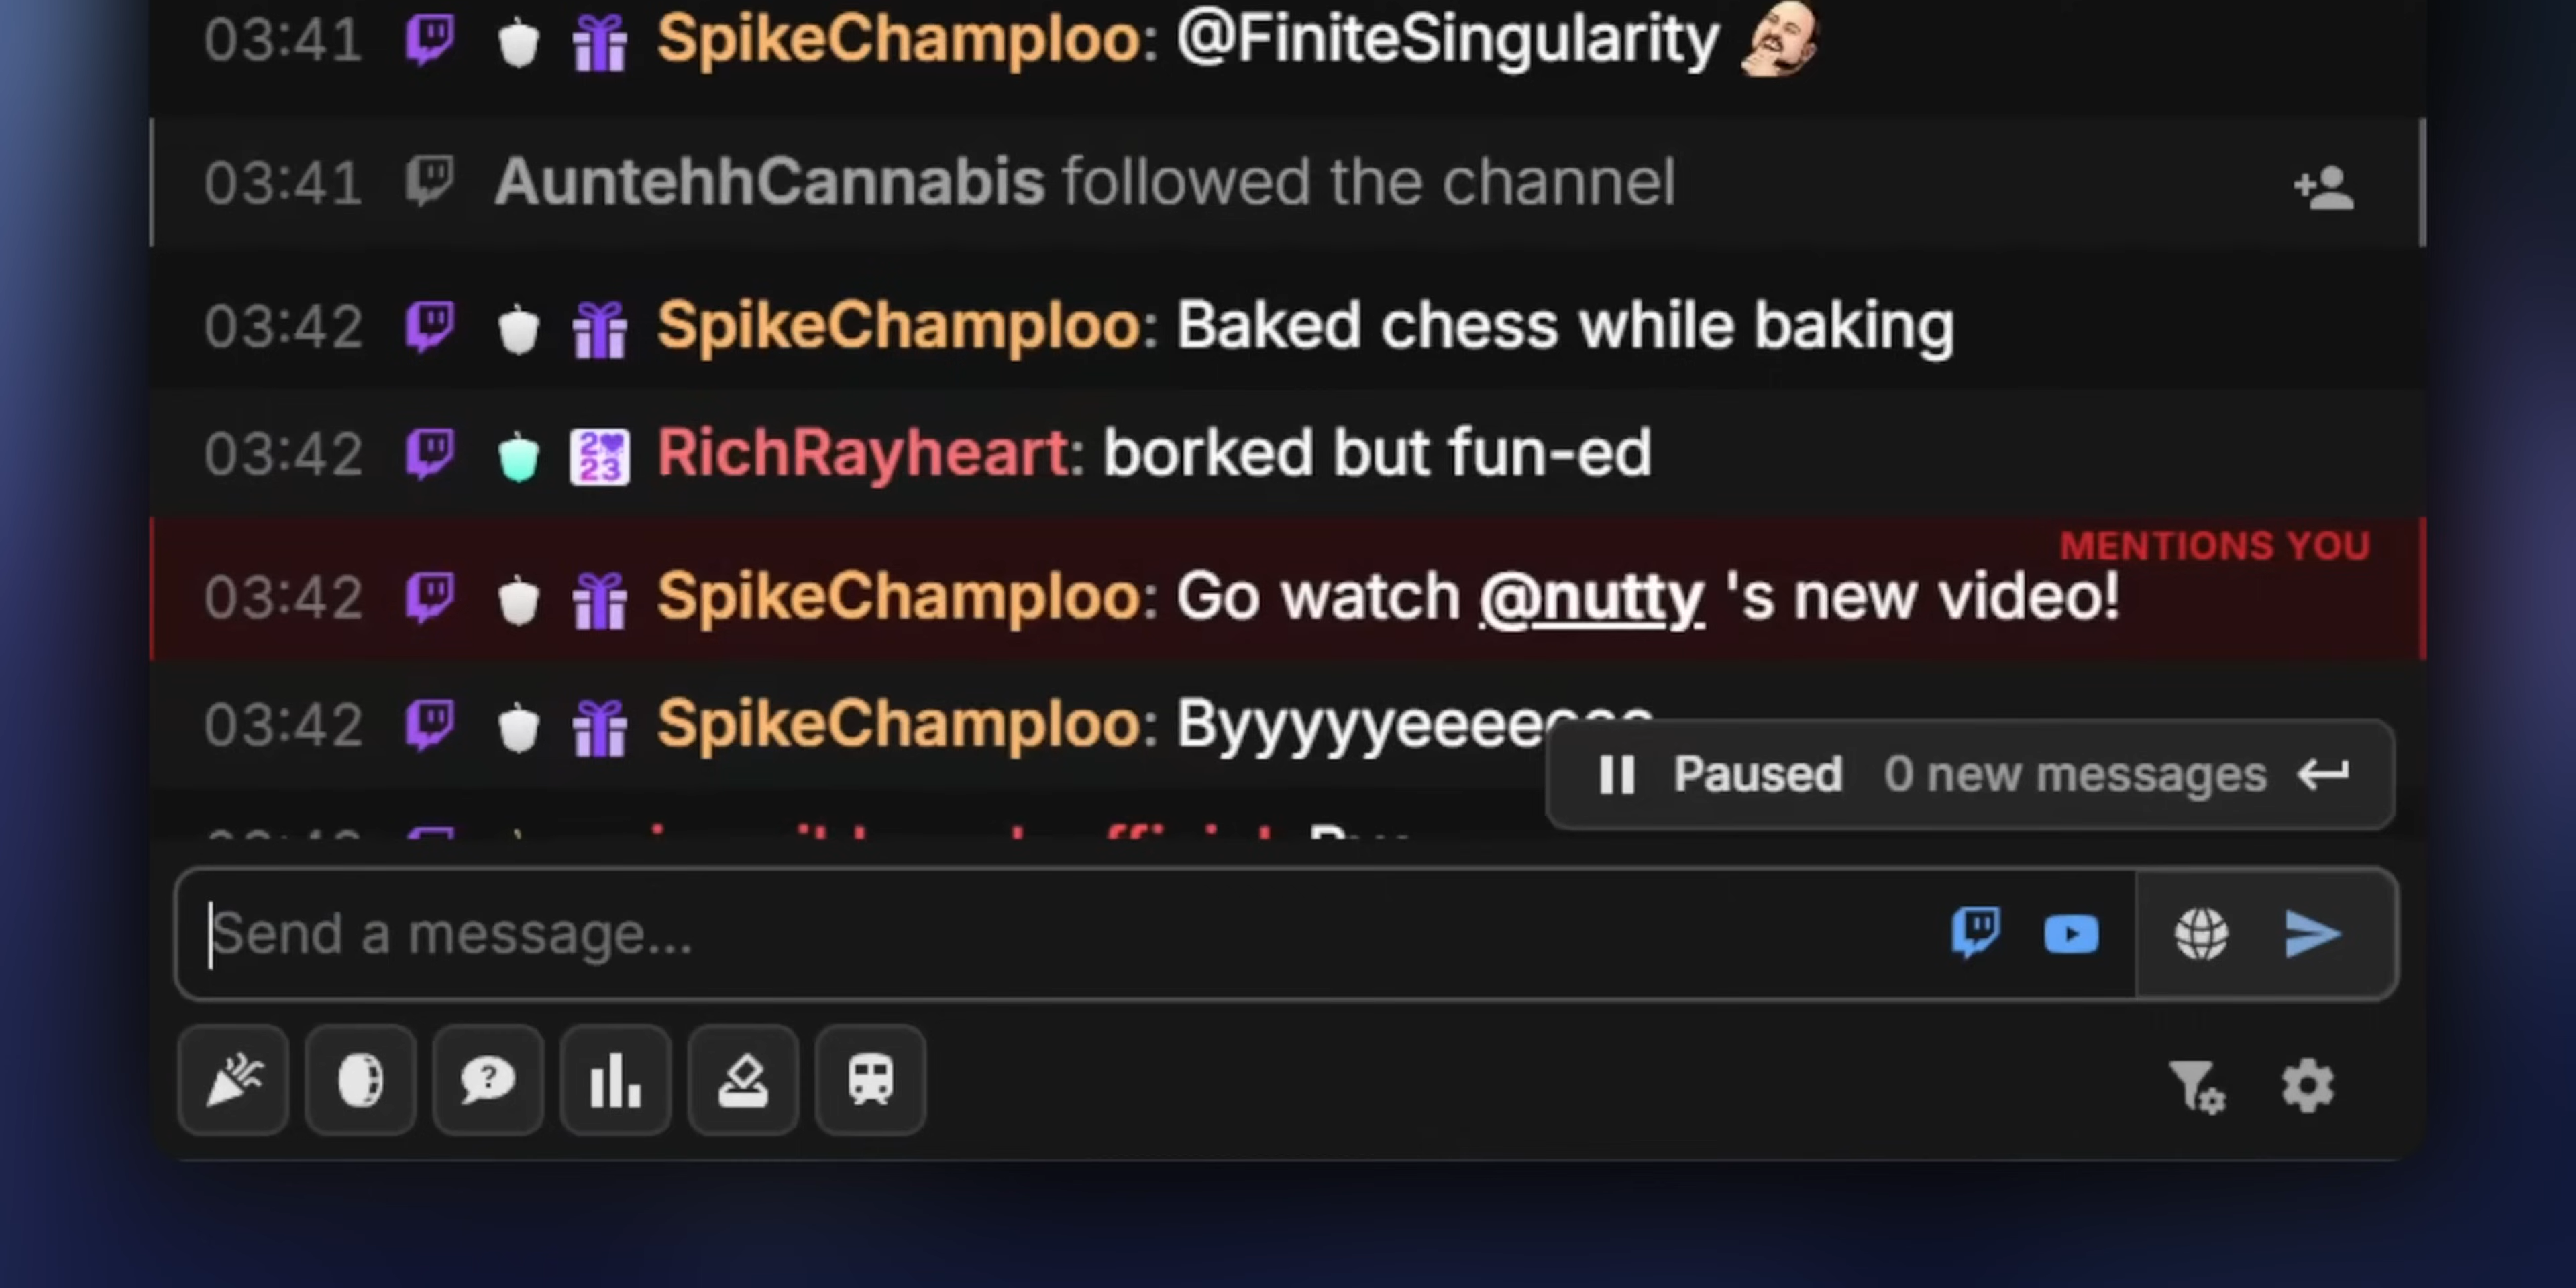 03:41 SpikeChamploo: @FiniteSingularity
03:41 AuntehhCannabis followed the channel
03:42 SpikeChamploo: Baked chess while baking
03:42 2 23 RichRayheart: borked but fun-ed
MENTIONS YOU
03:42 SpikeChamploo: Go watch @nutty 's new video!
03:42 SpikeChamploo:
Paused 0 new messages
Send a message...